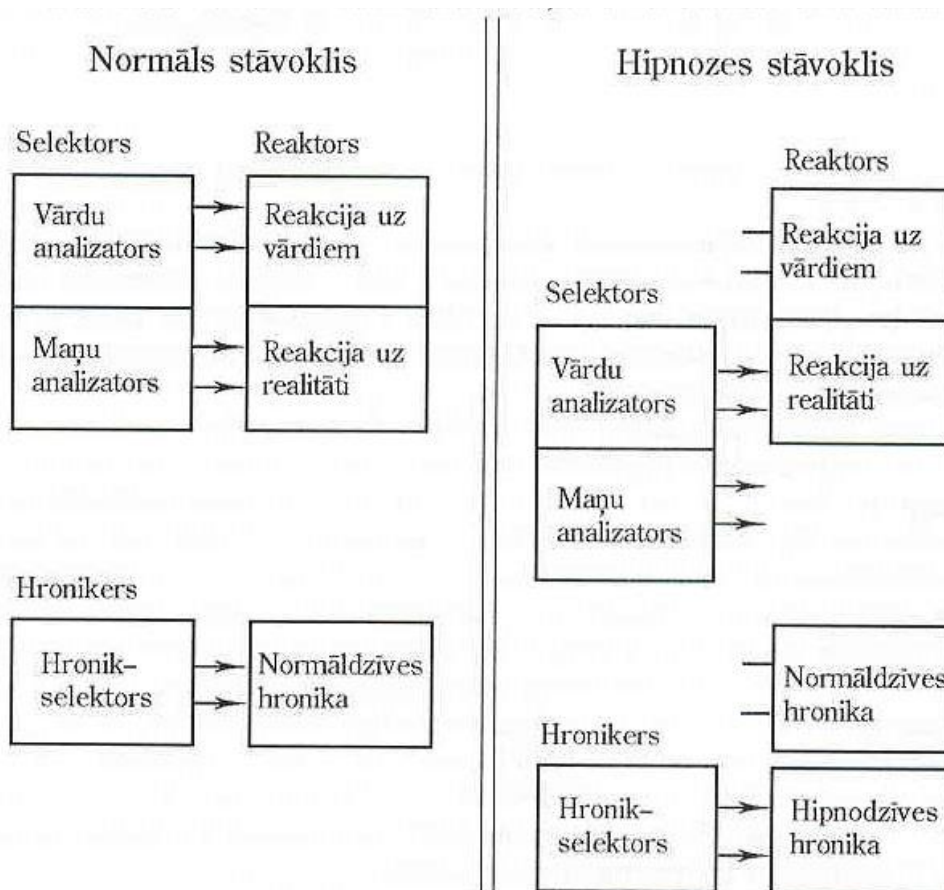 Normāls stāvoklis
Selektors
Reaktors
Vārdu
analizators
Reakcija uz
vārdiem
Maņu
analizators
Reakcija uz
realitāti
Hronikers
Hronik-
selektors
Normāldzīves
hronika
Hipnozes stāvoklis
Reaktors
Reakcija uz
vārdiem
Selektors
Vārdu
analizators
Reakcija uz
realitāti
Maņu
analizators
Normāldzīves
hronika
Hronikers
Hronik-
selektors
Hipnodzīves
hronika